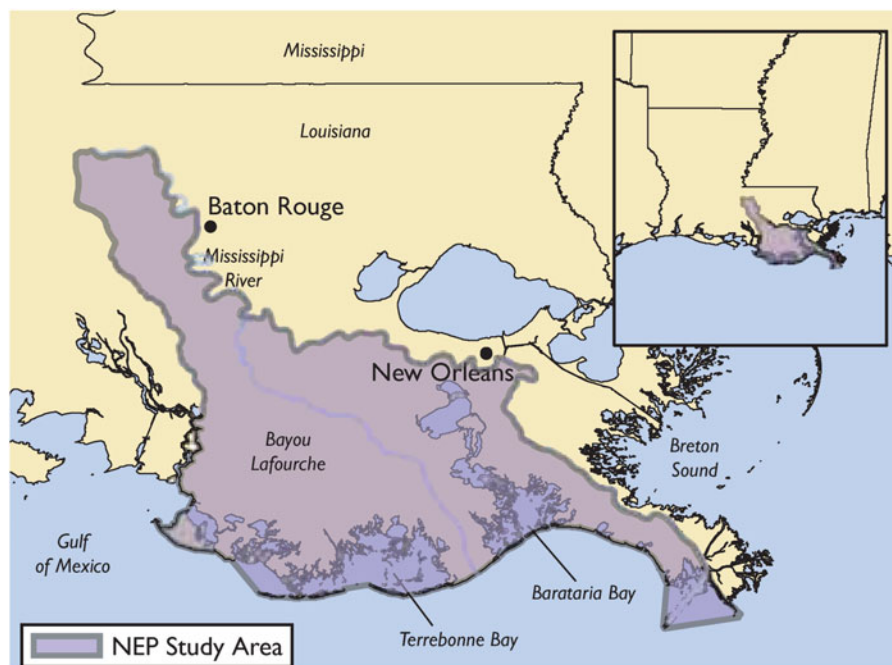 Mississippi
Louisiana
Baton Rouge
Mississippi
River
New Orleans
Bayou
Lafourche
Breton
Sound
Gulf
of Mexico
Barataria Bay
Terrebonne Bay
NEP Study Area